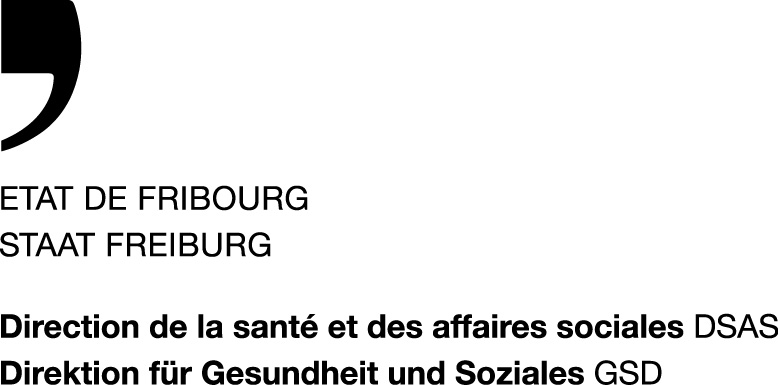 ETAT DE FRIBOURG
STAAT FREIBURG
Direction de la santé et des affaires sociales DSAS
Direktion für Gesundheit und Soziales GSD